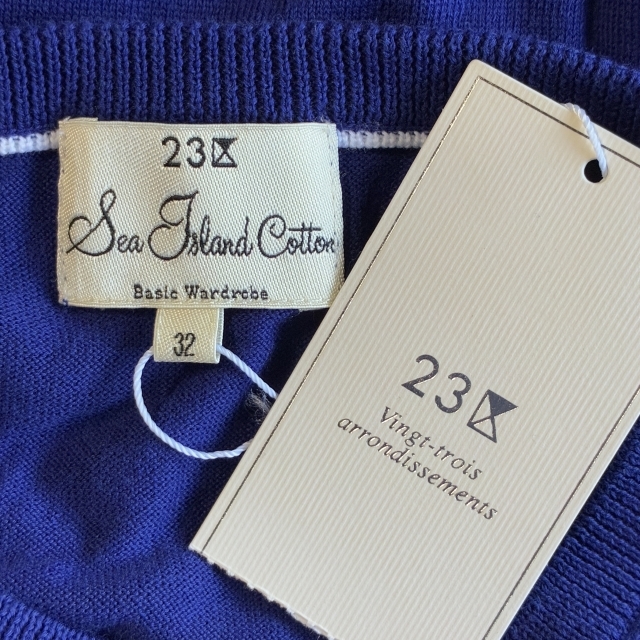 23区
Sea Island Cotton
Basic Wardrobe
32
23区
Vingt-trois
arrondissements